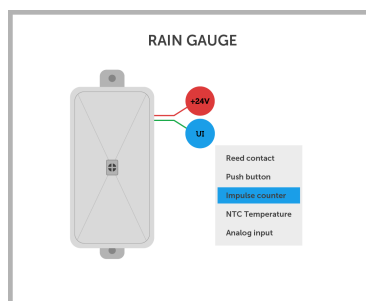 RAIN GAUGE
+24V
UI
Reed contact
Push button
Impulse counter
NTC Temperature
Analog input